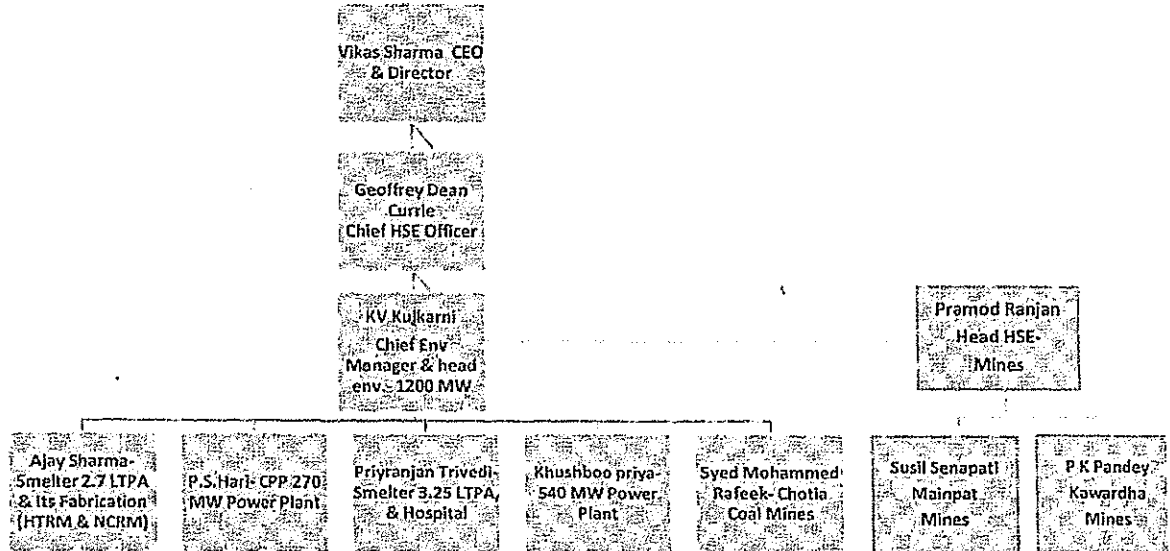 Vikas Sharma CEO
& Director
Geoffrey Dean
Currie
Chief HSE Officer
KV Kulkarni
Chief Env
Manager & head
env.- 1200 MW
Pramod Ranjan
Head HSE-
Mines
Ajay Sharma-
Smelter 2.7 LTPA
& Its Fabrication
(HTRM & NCRM)
P.S.Hari- CPP 270
MW Power Plant
Priyranjan Trivedi-
Smelter 3.25 LTPA,
& Hospital
Khushboo priya-
540 MW Power
Plant
Syed Mohammed
Rafeek- Chotia
Coal Mines
Susil Senapati
Mainpat
Mines
P K Pandey
Kawardha
Mines